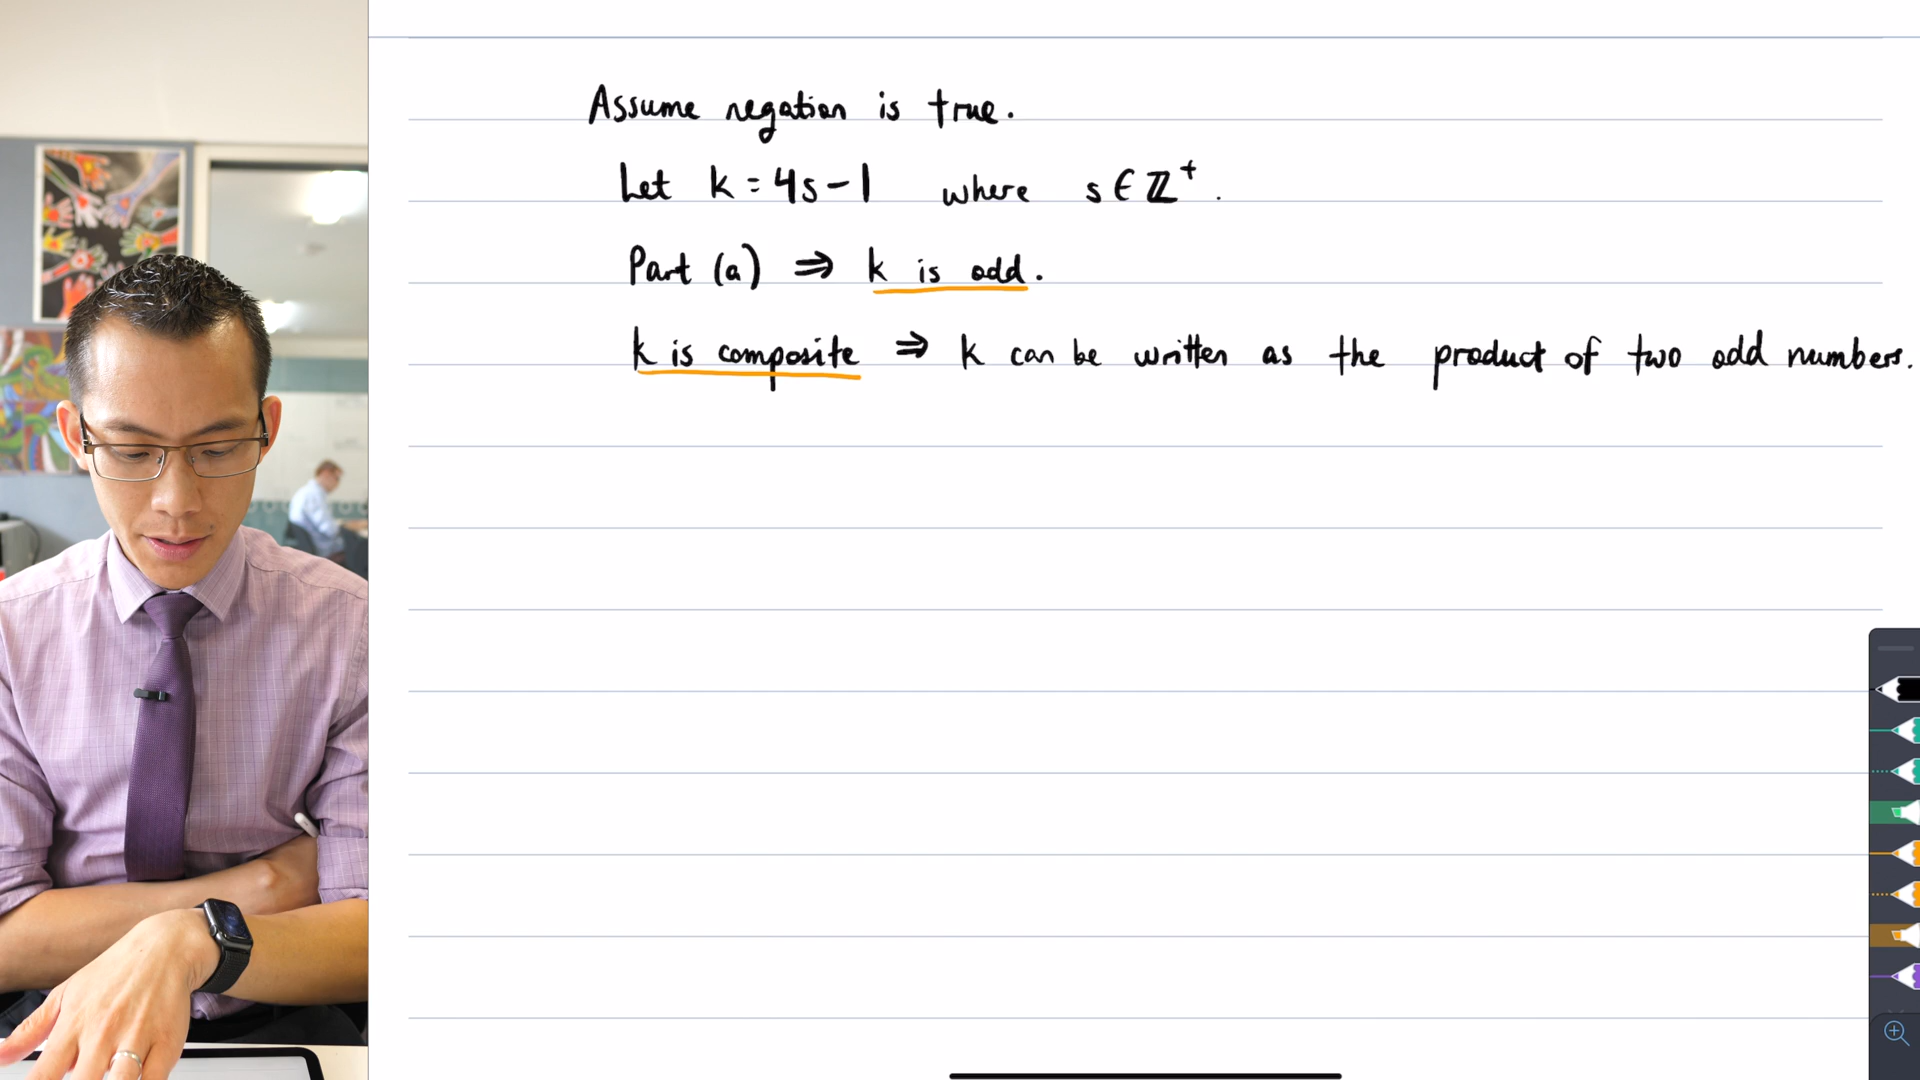 Assume negation is true.
Let k = 4s - 1 where s ∈ ℤ⁺.
Part (a) ⇒ k is odd.
k is composite ⇒ k can be written as the product of two odd numbers.